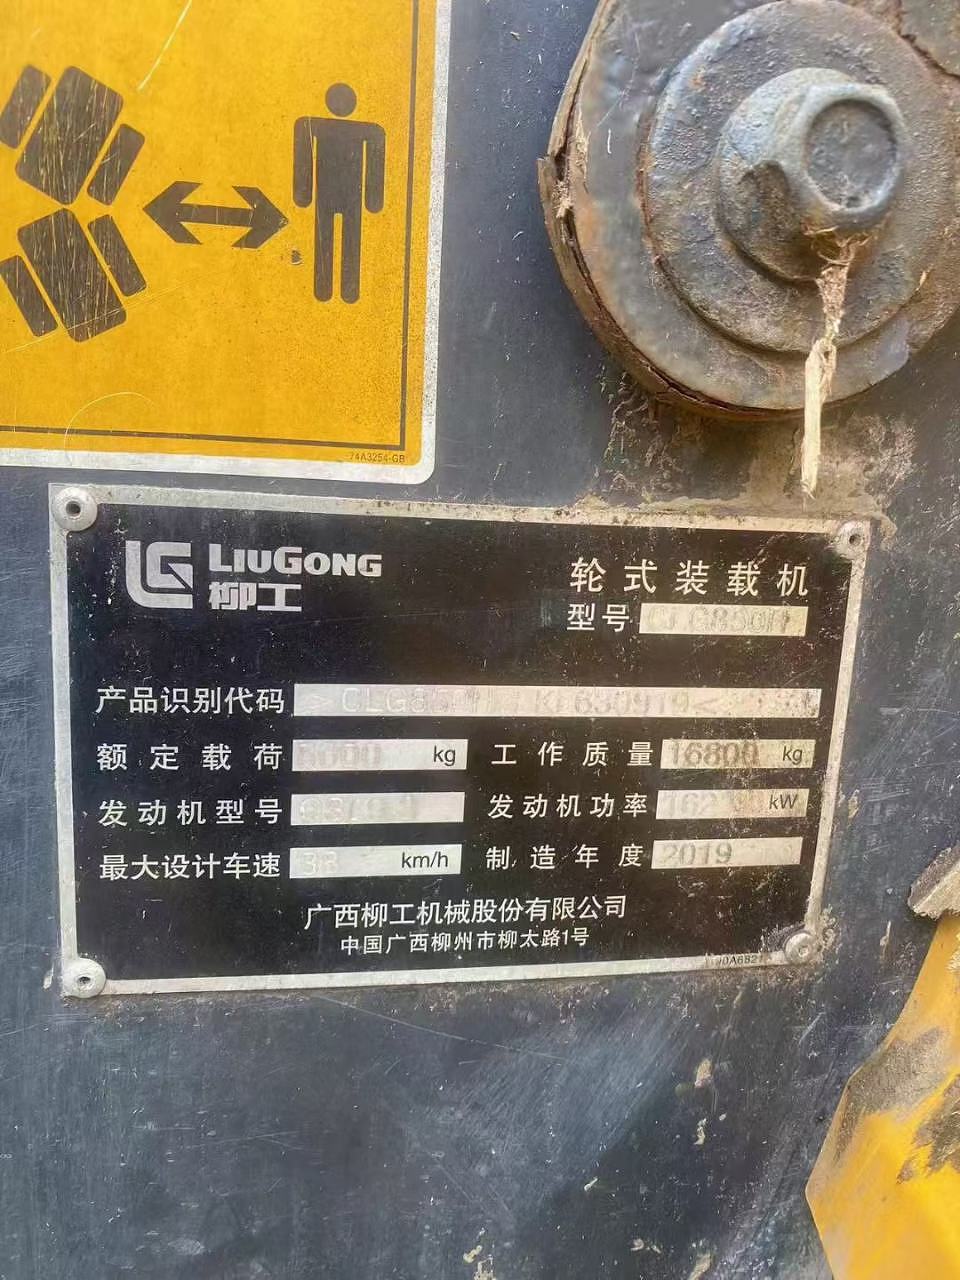 74A3254-GB
LG LIUGONG
柳工
轮式装载机
型号
产品识别代码
额定载荷 kg 工作质量 16800 kg
发动机型号 发动机功率 kW
最大设计车速 km/h 制造年度 2019
广西柳工机械股份有限公司
中国广西柳州市柳太路1号